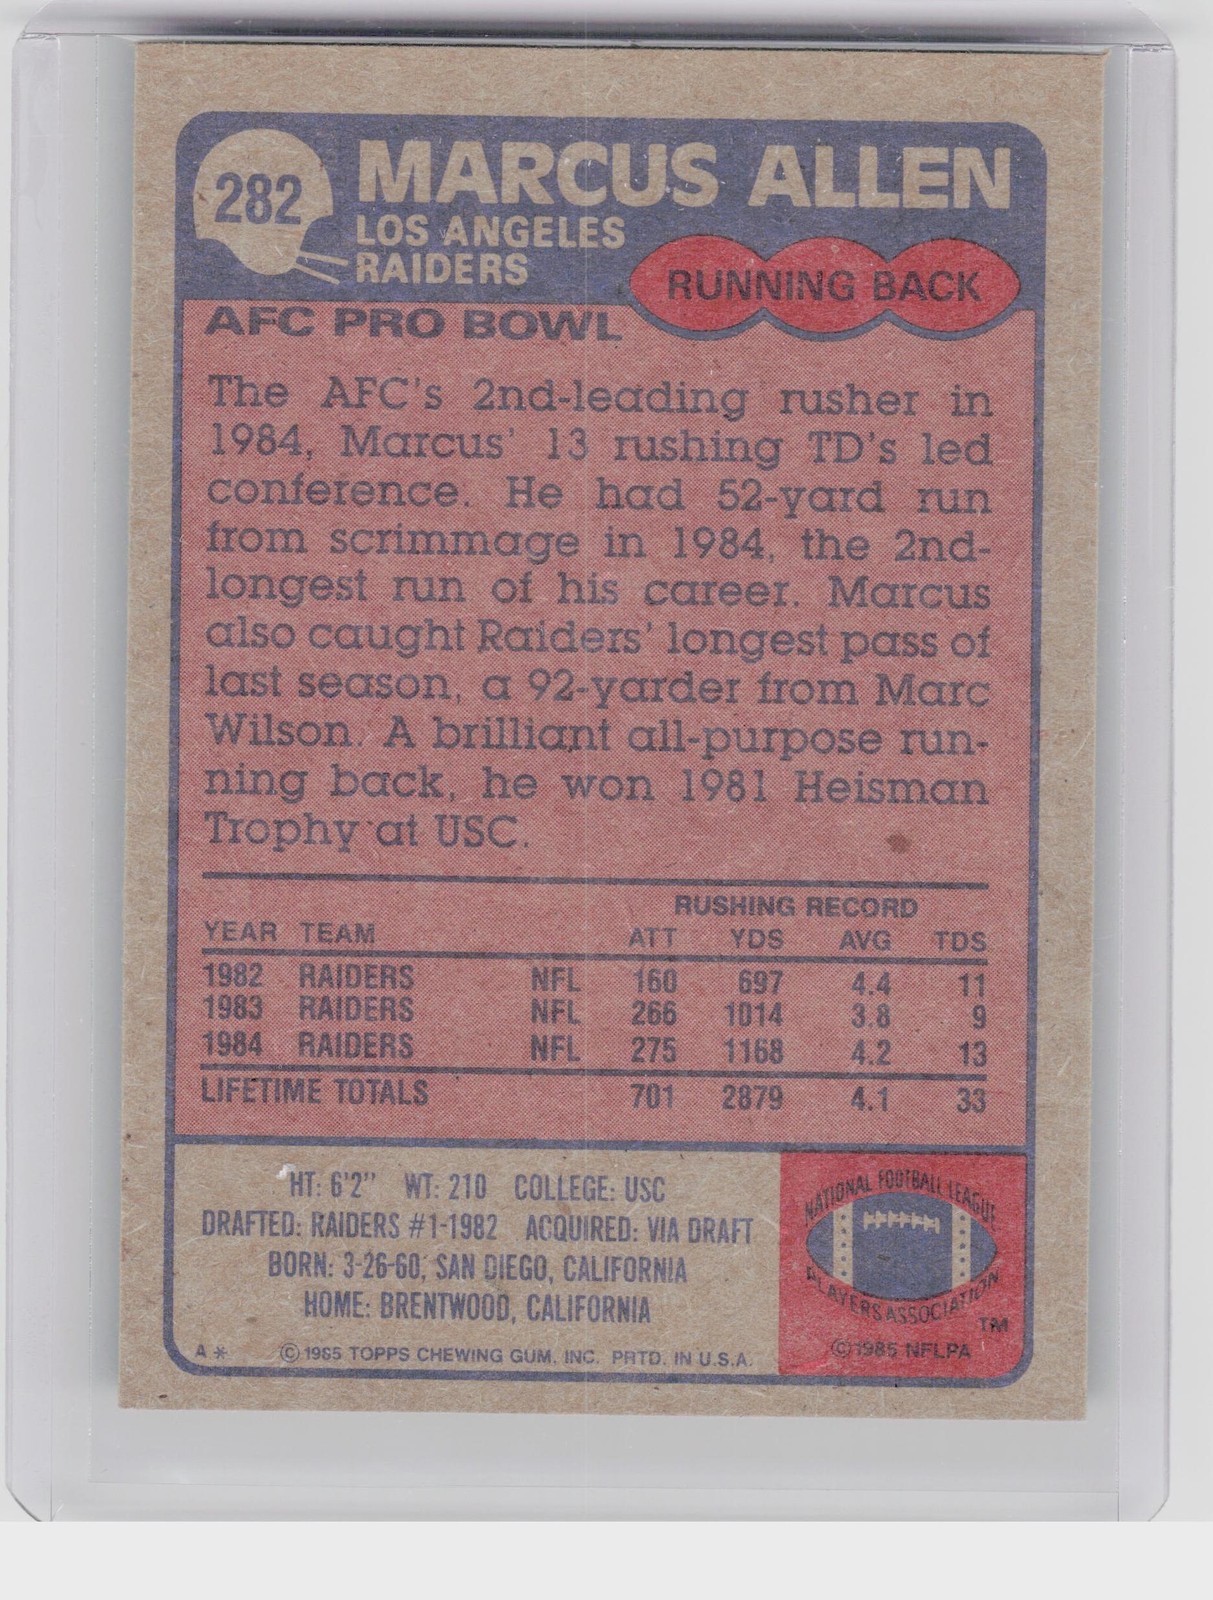 282
MARCUS ALLEN
LOS ANGELES
RAIDERS
RUNNING BACK
AFC PRO BOWL
The AFC's 2nd-leading rusher in
1984, Marcus' 13 rushing TD's led
conference. He had 52-yard run
from scrimmage in 1984, the 2nd-
longest run of his career. Marcus
also caught Raiders' longest pass of
last season, a 92-yarder from Marc
Wilson. A brilliant all-purpose run-
ning back, he won 1981 Heisman
Trophy at USC.
RUSHING RECORD
YEAR TEAM ATT YDS AVG TDS
1982 RAIDERS NFL 160 697 4.4 11
1983 RAIDERS NFL 266 1014 3.8 9
1984 RAIDERS NFL 275 1168 4.2 13
LIFETIME TOTALS 701 2879 4.1 33
HT: 6'2" WT: 210 COLLEGE: USC
DRAFTED: RAIDERS #1-1982 ACQUIRED: VIA DRAFT
BORN: 3-26-60, SAN DIEGO, CALIFORNIA
HOME: BRENTWOOD, CALIFORNIA
A* © 1985 TOPPS CHEWING GUM, INC. PRTD. IN U.S.A.
NATIONAL FOOTBALL LEAGUE
PLAYERS ASSOCIATION
TM
© 1985 NFLPA